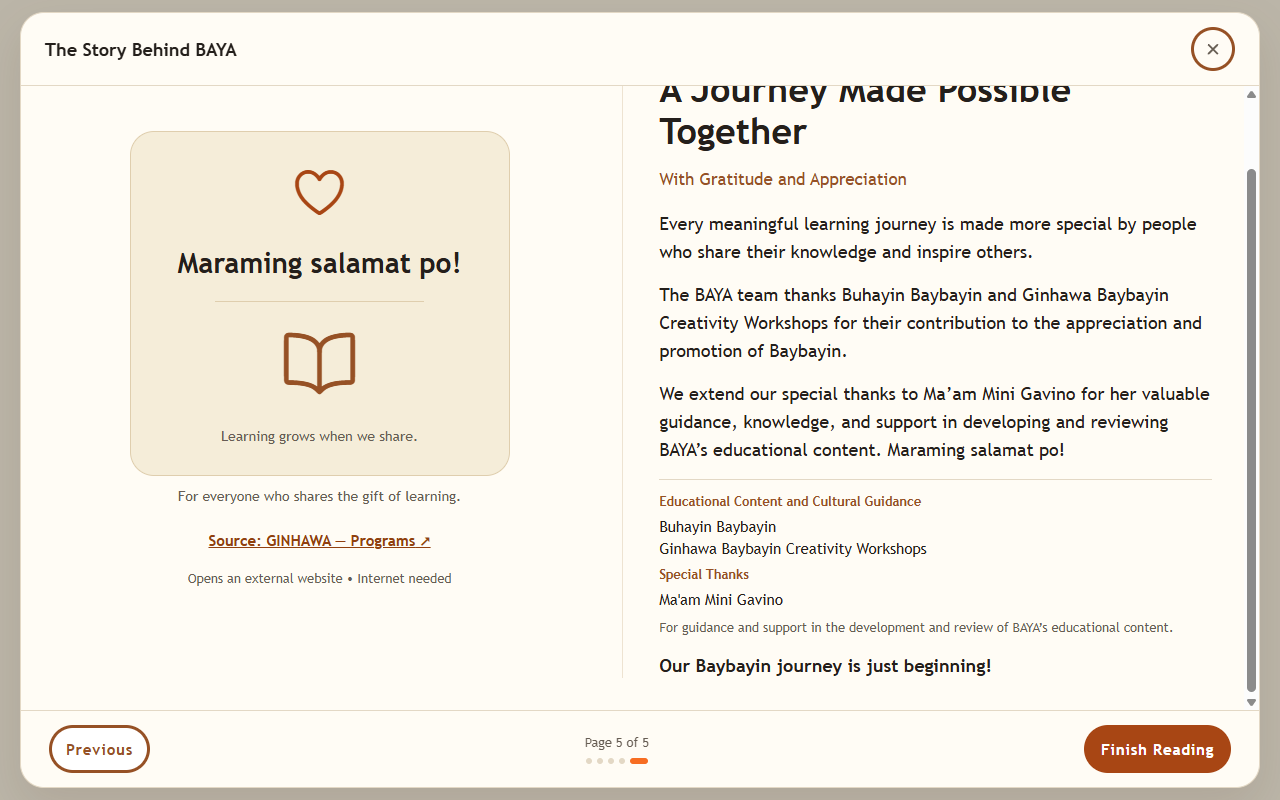 The Story Behind BAYA
Maraming salamat po!
Learning grows when we share.
For everyone who shares the gift of learning.
Source: GINHAWA — Programs ↗
Opens an external website • Internet needed
A Journey Made Possible
Together
With Gratitude and Appreciation
Every meaningful learning journey is made more special by people
who share their knowledge and inspire others.
The BAYA team thanks Buhayin Baybayin and Ginhawa Baybayin
Creativity Workshops for their contribution to the appreciation and
promotion of Baybayin.
We extend our special thanks to Ma’am Mini Gavino for her valuable
guidance, knowledge, and support in developing and reviewing
BAYA’s educational content. Maraming salamat po!
Educational Content and Cultural Guidance
Buhayin Baybayin
Ginhawa Baybayin Creativity Workshops
Special Thanks
Ma'am Mini Gavino
For guidance and support in the development and review of BAYA’s educational content.
Our Baybayin journey is just beginning!
Previous
Page 5 of 5
Finish Reading